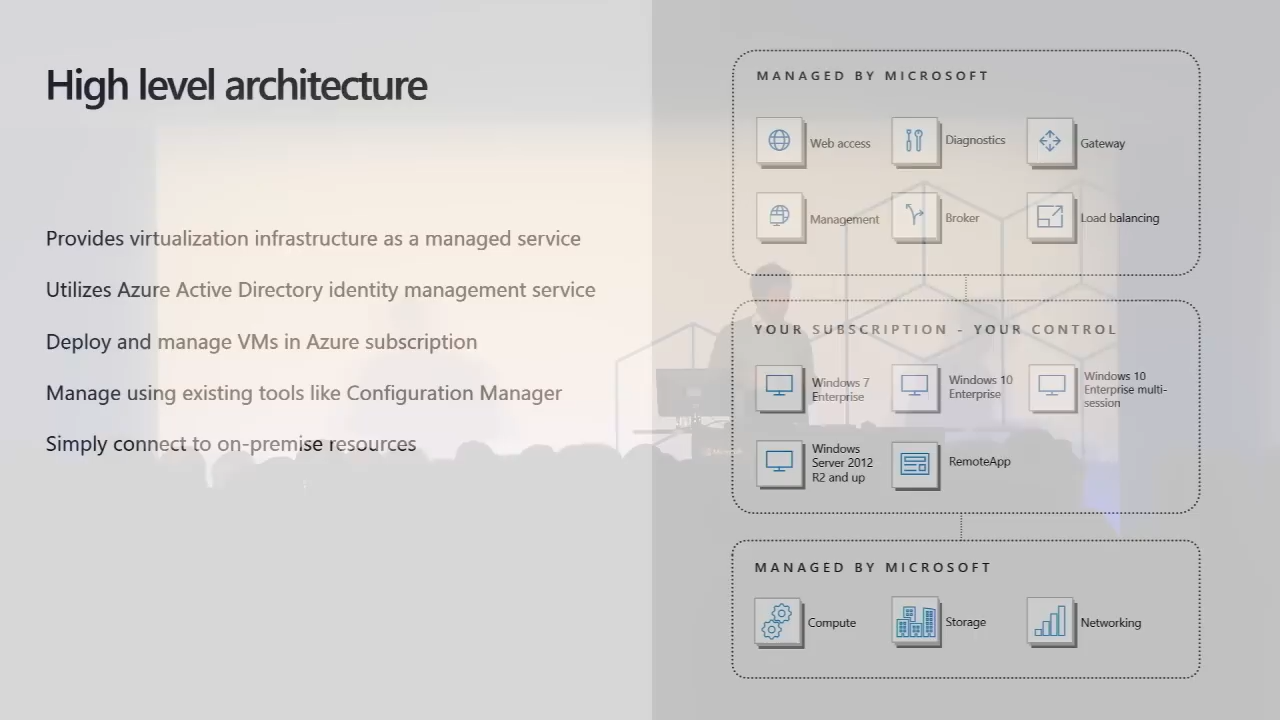 High level architecture
Provides virtualization infrastructure as a managed service
Utilizes Azure Active Directory identity management service
Deploy and manage VMs in Azure subscription
Manage using existing tools like Configuration Manager
Simply connect to on-premise resources
MANAGED BY MICROSOFT
Web access
Diagnostics
Gateway
Management
Broker
Load balancing
YOUR SUBSCRIPTION - YOUR CONTROL
Windows 7
Enterprise
Windows 10
Enterprise
Windows 10
Enterprise multi-
session
Windows
Server 2012
R2 and up
RemoteApp
MANAGED BY MICROSOFT
Compute
Storage
Networking